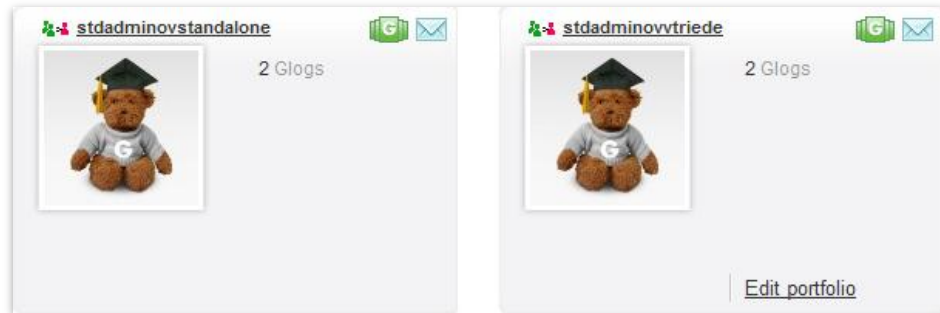 stdadminovstandalone
G
2 Glogs
G
stdadminovvtriede
G
2 Glogs
G
Edit portfolio